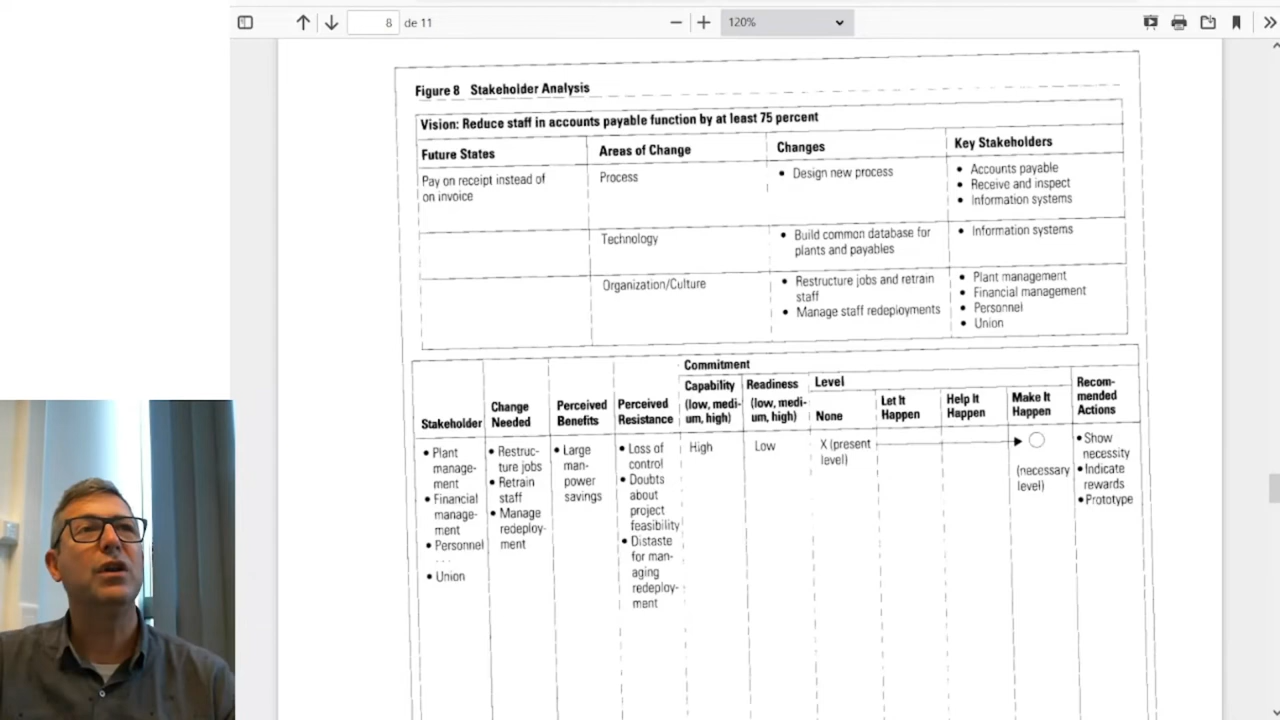 8 de 11
120%
Figure 8 Stakeholder Analysis
Vision: Reduce staff in accounts payable function by at least 75 percent
Future States
Areas of Change
Changes
Key Stakeholders
Pay on receipt instead of
on invoice
Process
• Design new process
• Accounts payable
• Receive and inspect
• Information systems
Technology
• Build common database for
plants and payables
• Information systems
Organization/Culture
• Restructure jobs and retrain
staff
• Manage staff redeployments
• Plant management
• Financial management
• Personnel
• Union
Commitment
Stakeholder
Change
Needed
Perceived
Benefits
Perceived
Resistance
Capability
(low, medi-
um, high)
Readiness
(low, medi-
um, high)
Level
None
Let It
Happen
Help It
Happen
Make It
Happen
Recom-
mended
Actions
• Plant
manage-
ment
• Financial
manage-
ment
• Personnel
. . .
• Union
• Restruc-
ture jobs
• Retrain
staff
• Manage
redeploy-
ment
• Large
man-
power
savings
• Loss of
control
• Doubts
about
project
feasibility
• Distaste
for man-
aging
redeploy-
ment
High
Low
X (present
level)
(necessary
level)
• Show
necessity
• Indicate
rewards
• Prototype